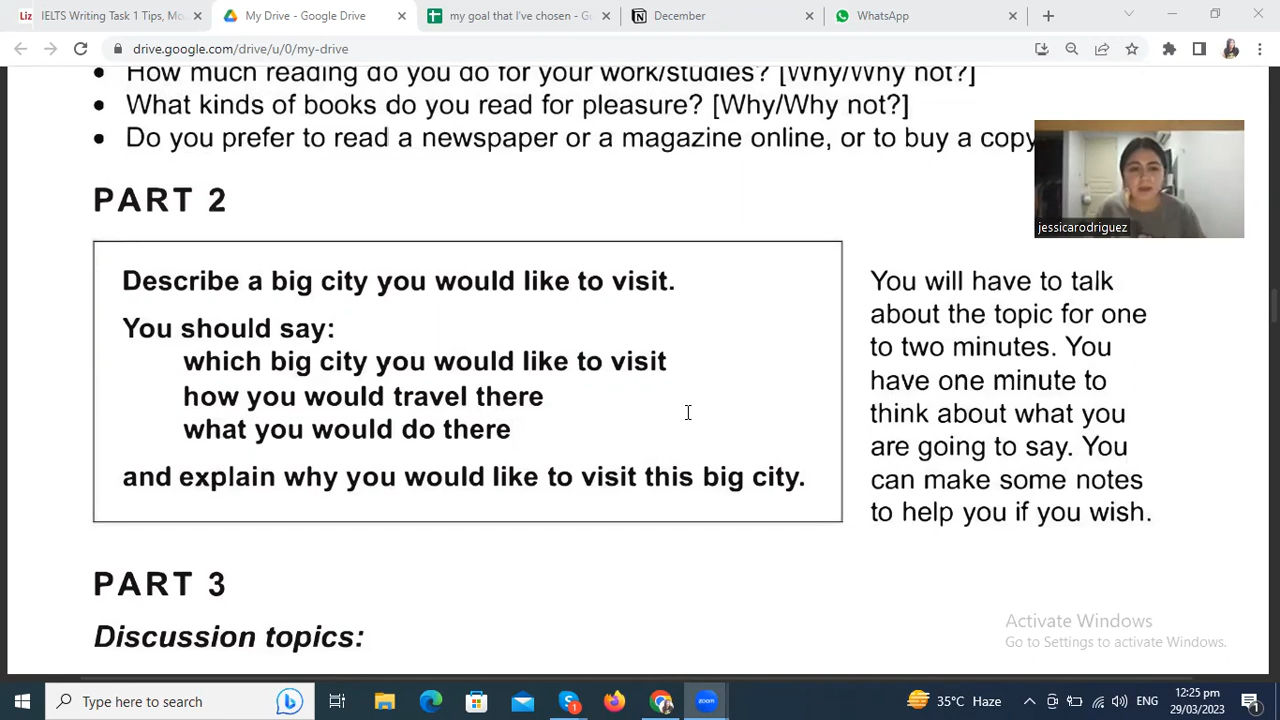 IELTS Writing Task 1 Tips, Mo
My Drive - Google Drive
my goal that I've chosen - Go
December
WhatsApp
drive.google.com/drive/u/0/my-drive
How much reading do you do for your work/studies? [Why/Why not?]
• What kinds of books do you read for pleasure? [Why/Why not?]
• Do you prefer to read a newspaper or a magazine online, or to buy a copy
jessicarodriguez
PART 2
Describe a big city you would like to visit.
You should say:
which big city you would like to visit
how you would travel there
what you would do there
and explain why you would like to visit this big city.
You will have to talk
about the topic for one
to two minutes. You
have one minute to
think about what you
are going to say. You
can make some notes
to help you if you wish.
PART 3
Discussion topics:
Activate Windows
Go to Settings to activate Windows.
Type here to search
35°C Haze
ENG
12:25 pm
29/03/2023